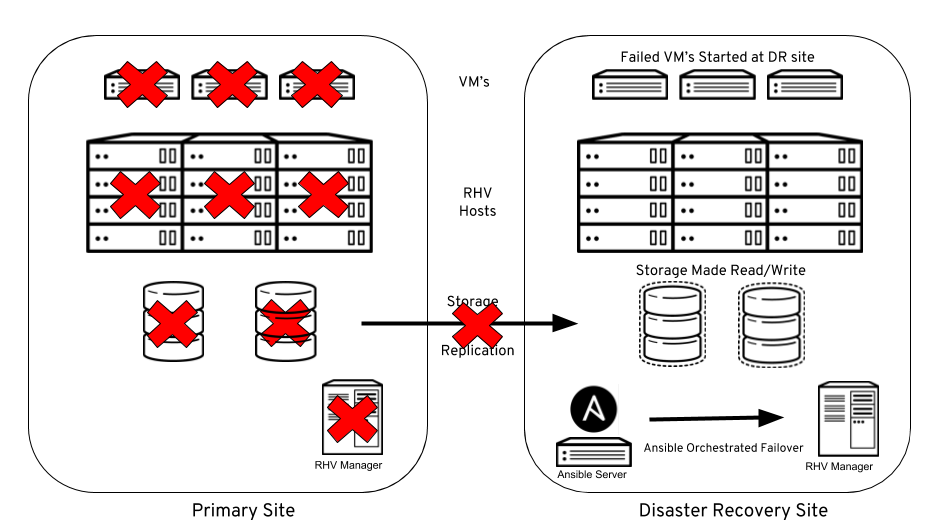 Failed VM's Started at DR site
VM's
RHV
Hosts
Storage Made Read/Write
Storage
Replication
Ansible Orchestrated Failover
RHV Manager
Ansible Server
RHV Manager
Primary Site
Disaster Recovery Site